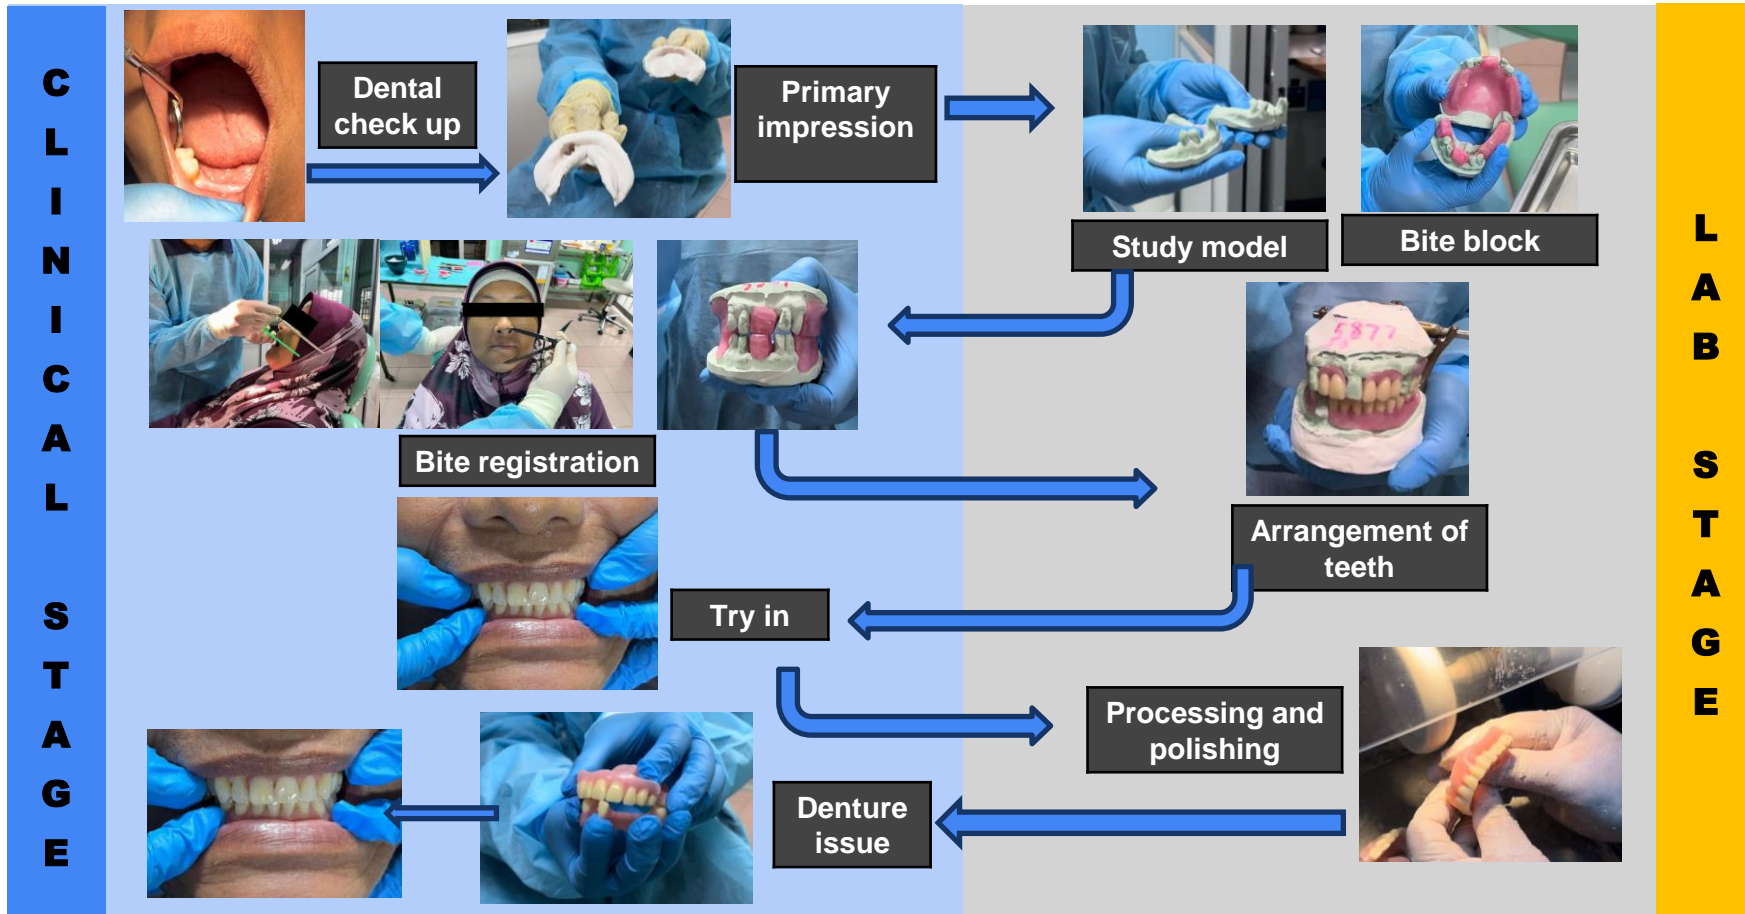 CLINICAL STAGE
Dental
check up
Primary
impression
Study model
Bite block
Bite registration
5877
Arrangement of
teeth
Try in
Processing and
polishing
Denture
issue
LAB STAGE